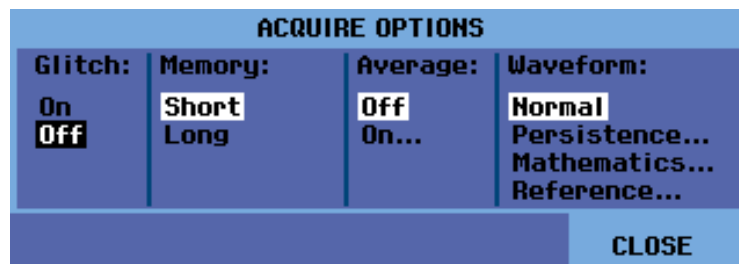 ACQUIRE OPTIONS
Glitch: Memory: Average: Waveform:
On Short Off Normal
Off Long On... Persistence...
Mathematics...
Reference...
CLOSE